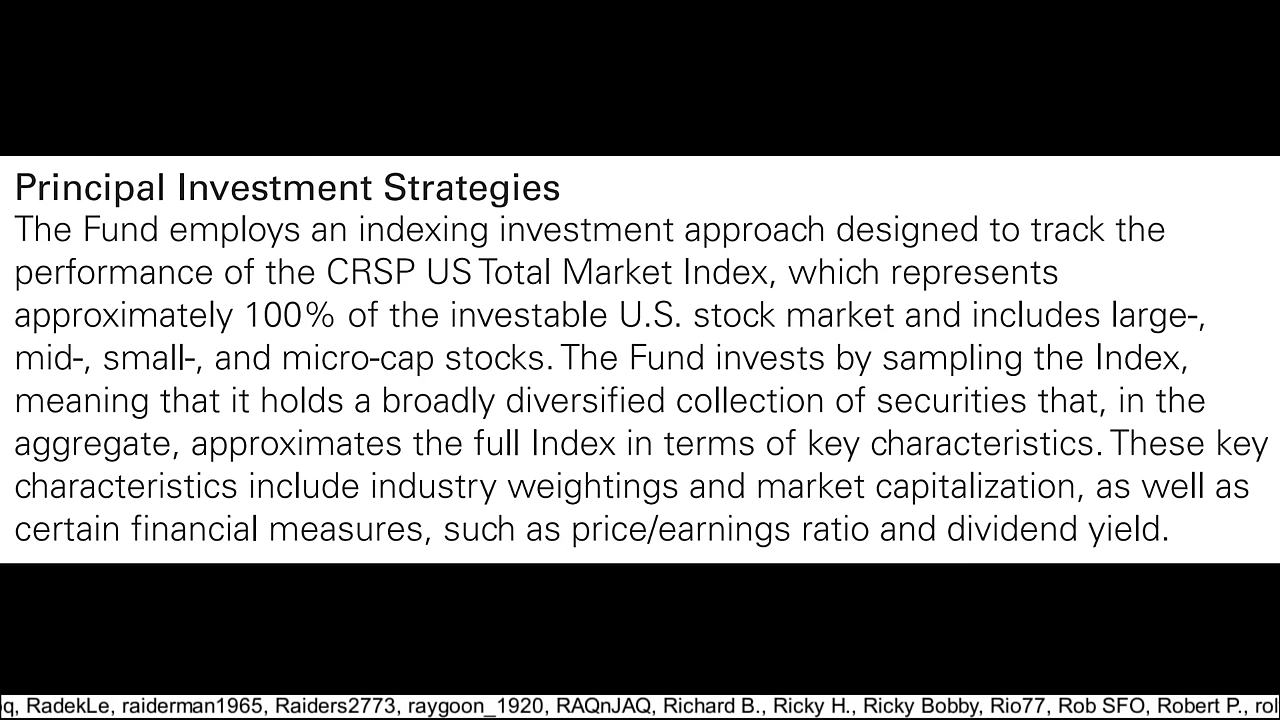 Principal Investment Strategies
The Fund employs an indexing investment approach designed to track the
performance of the CRSP US Total Market Index, which represents
approximately 100% of the investable U.S. stock market and includes large-,
mid-, small-, and micro-cap stocks. The Fund invests by sampling the Index,
meaning that it holds a broadly diversified collection of securities that, in the
aggregate, approximates the full Index in terms of key characteristics. These key
characteristics include industry weightings and market capitalization, as well as
certain financial measures, such as price/earnings ratio and dividend yield.
RadekLe, raiderman1965, Raiders2773, raygoon_1920, RAQnJAQ, Richard B., Ricky H., Ricky Bobby, Rio77, Rob SFO, Robert P.,